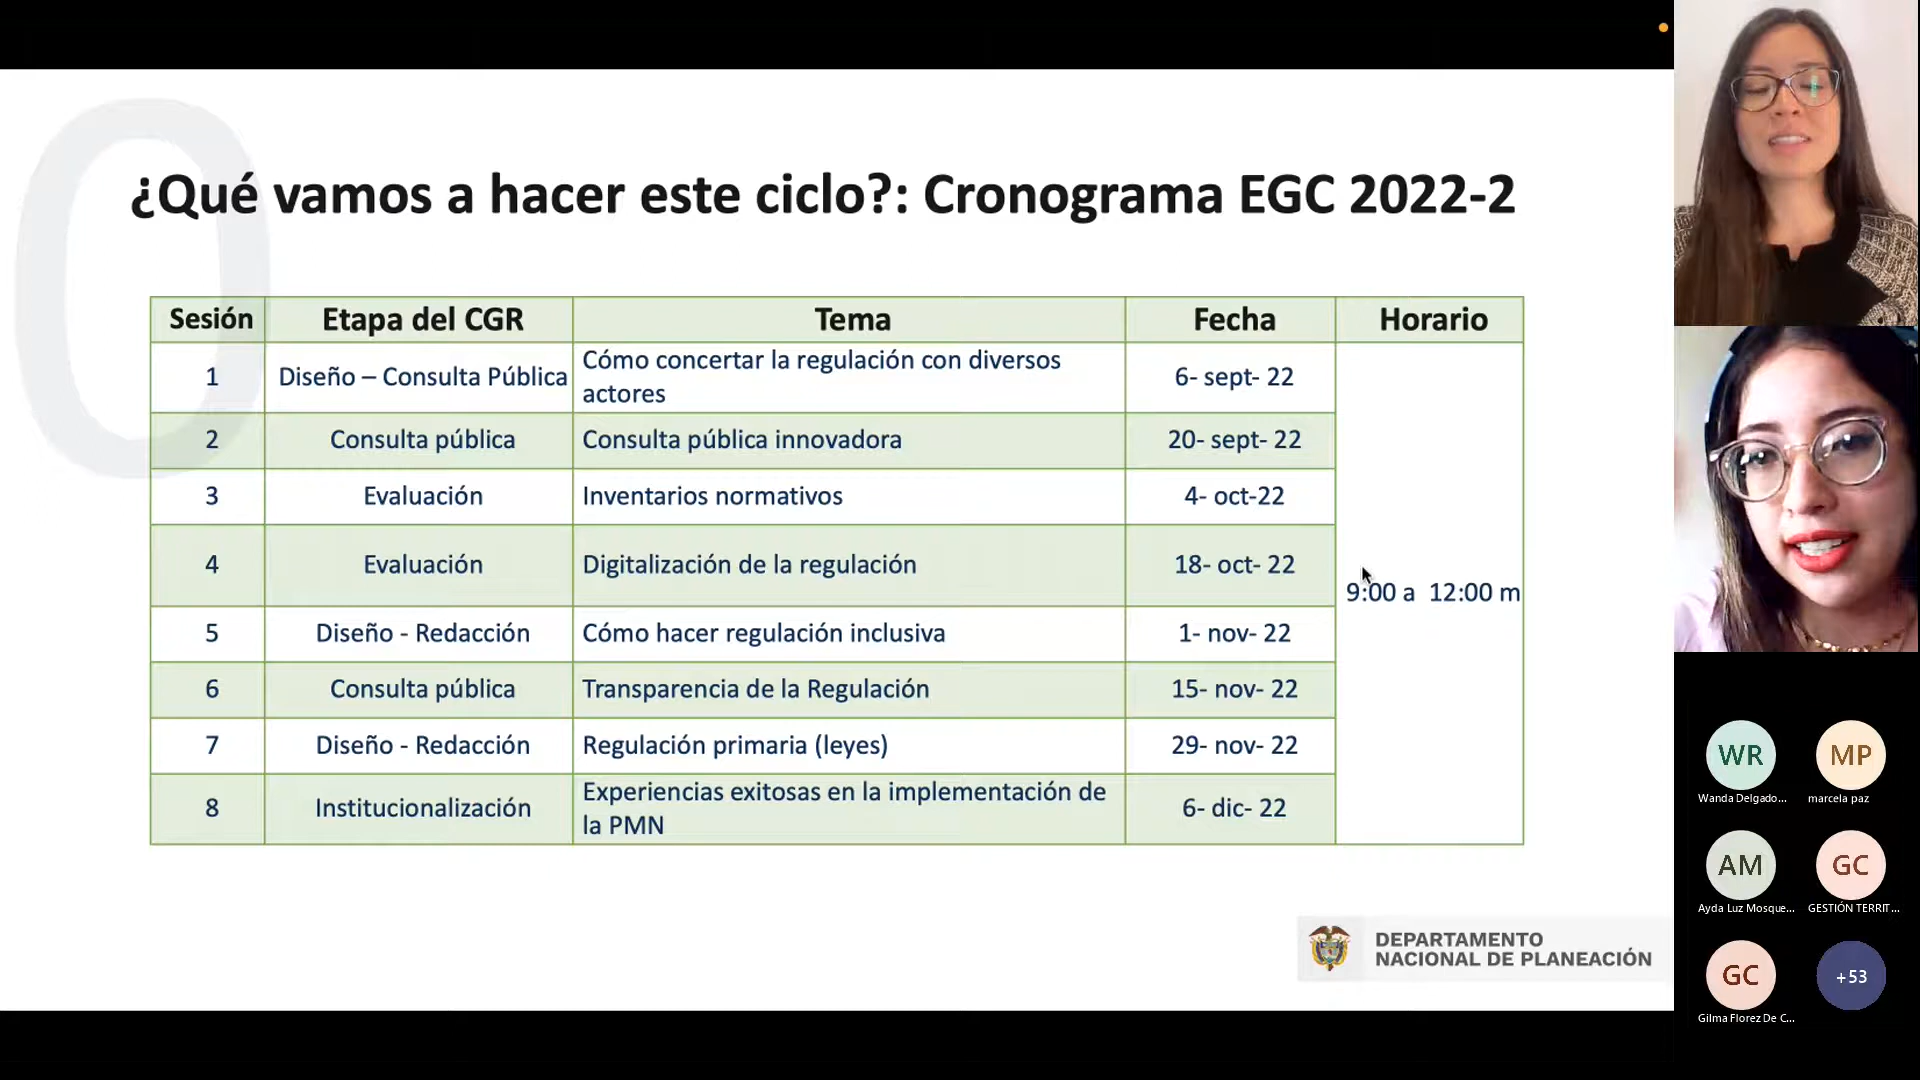 ¿Qué vamos a hacer este ciclo?: Cronograma EGC 2022-2
Sesión Etapa del CGR Tema Fecha Horario
1 Diseño – Consulta Pública Cómo concertar la regulación con diversos
actores 6- sept- 22
2 Consulta pública Consulta pública innovadora 20- sept- 22
3 Evaluación Inventarios normativos 4- oct-22
4 Evaluación Digitalización de la regulación 18- oct- 22
9:00 a 12:00 m
5 Diseño - Redacción Cómo hacer regulación inclusiva 1- nov- 22
6 Consulta pública Transparencia de la Regulación 15- nov- 22
7 Diseño - Redacción Regulación primaria (leyes) 29- nov- 22
8 Institucionalización Experiencias exitosas en la implementación de
la PMN 6- dic- 22
DEPARTAMENTO
NACIONAL DE PLANEACIÓN
WR MP
Wanda Delgado... marcela paz
AM GC
Ayda Luz Mosque... GESTIÓN TERRIT...
GC +53
Gilma Florez De C...
0